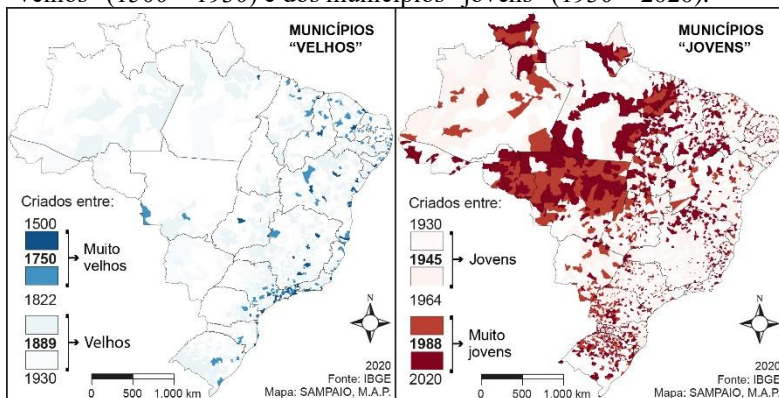 "velhos" (1500 – 1930) e dos municípios "jovens" (1930 – 2020).
MUNICÍPIOS
"VELHOS"
Criados entre:
1500
1750
1822
Muito
velhos
1889
1930
Velhos
N
0 500 1.000 km
2020
Fonte: IBGE
Mapa: SAMPAIO, M.A.P.
MUNICÍPIOS
"JOVENS"
Criados entre:
1930
1945
1964
Jovens
1988
2020
Muito
jovens
N
0 500 1.000 km
2020
Fonte: IBGE
Mapa: SAMPAIO, M.A.P.